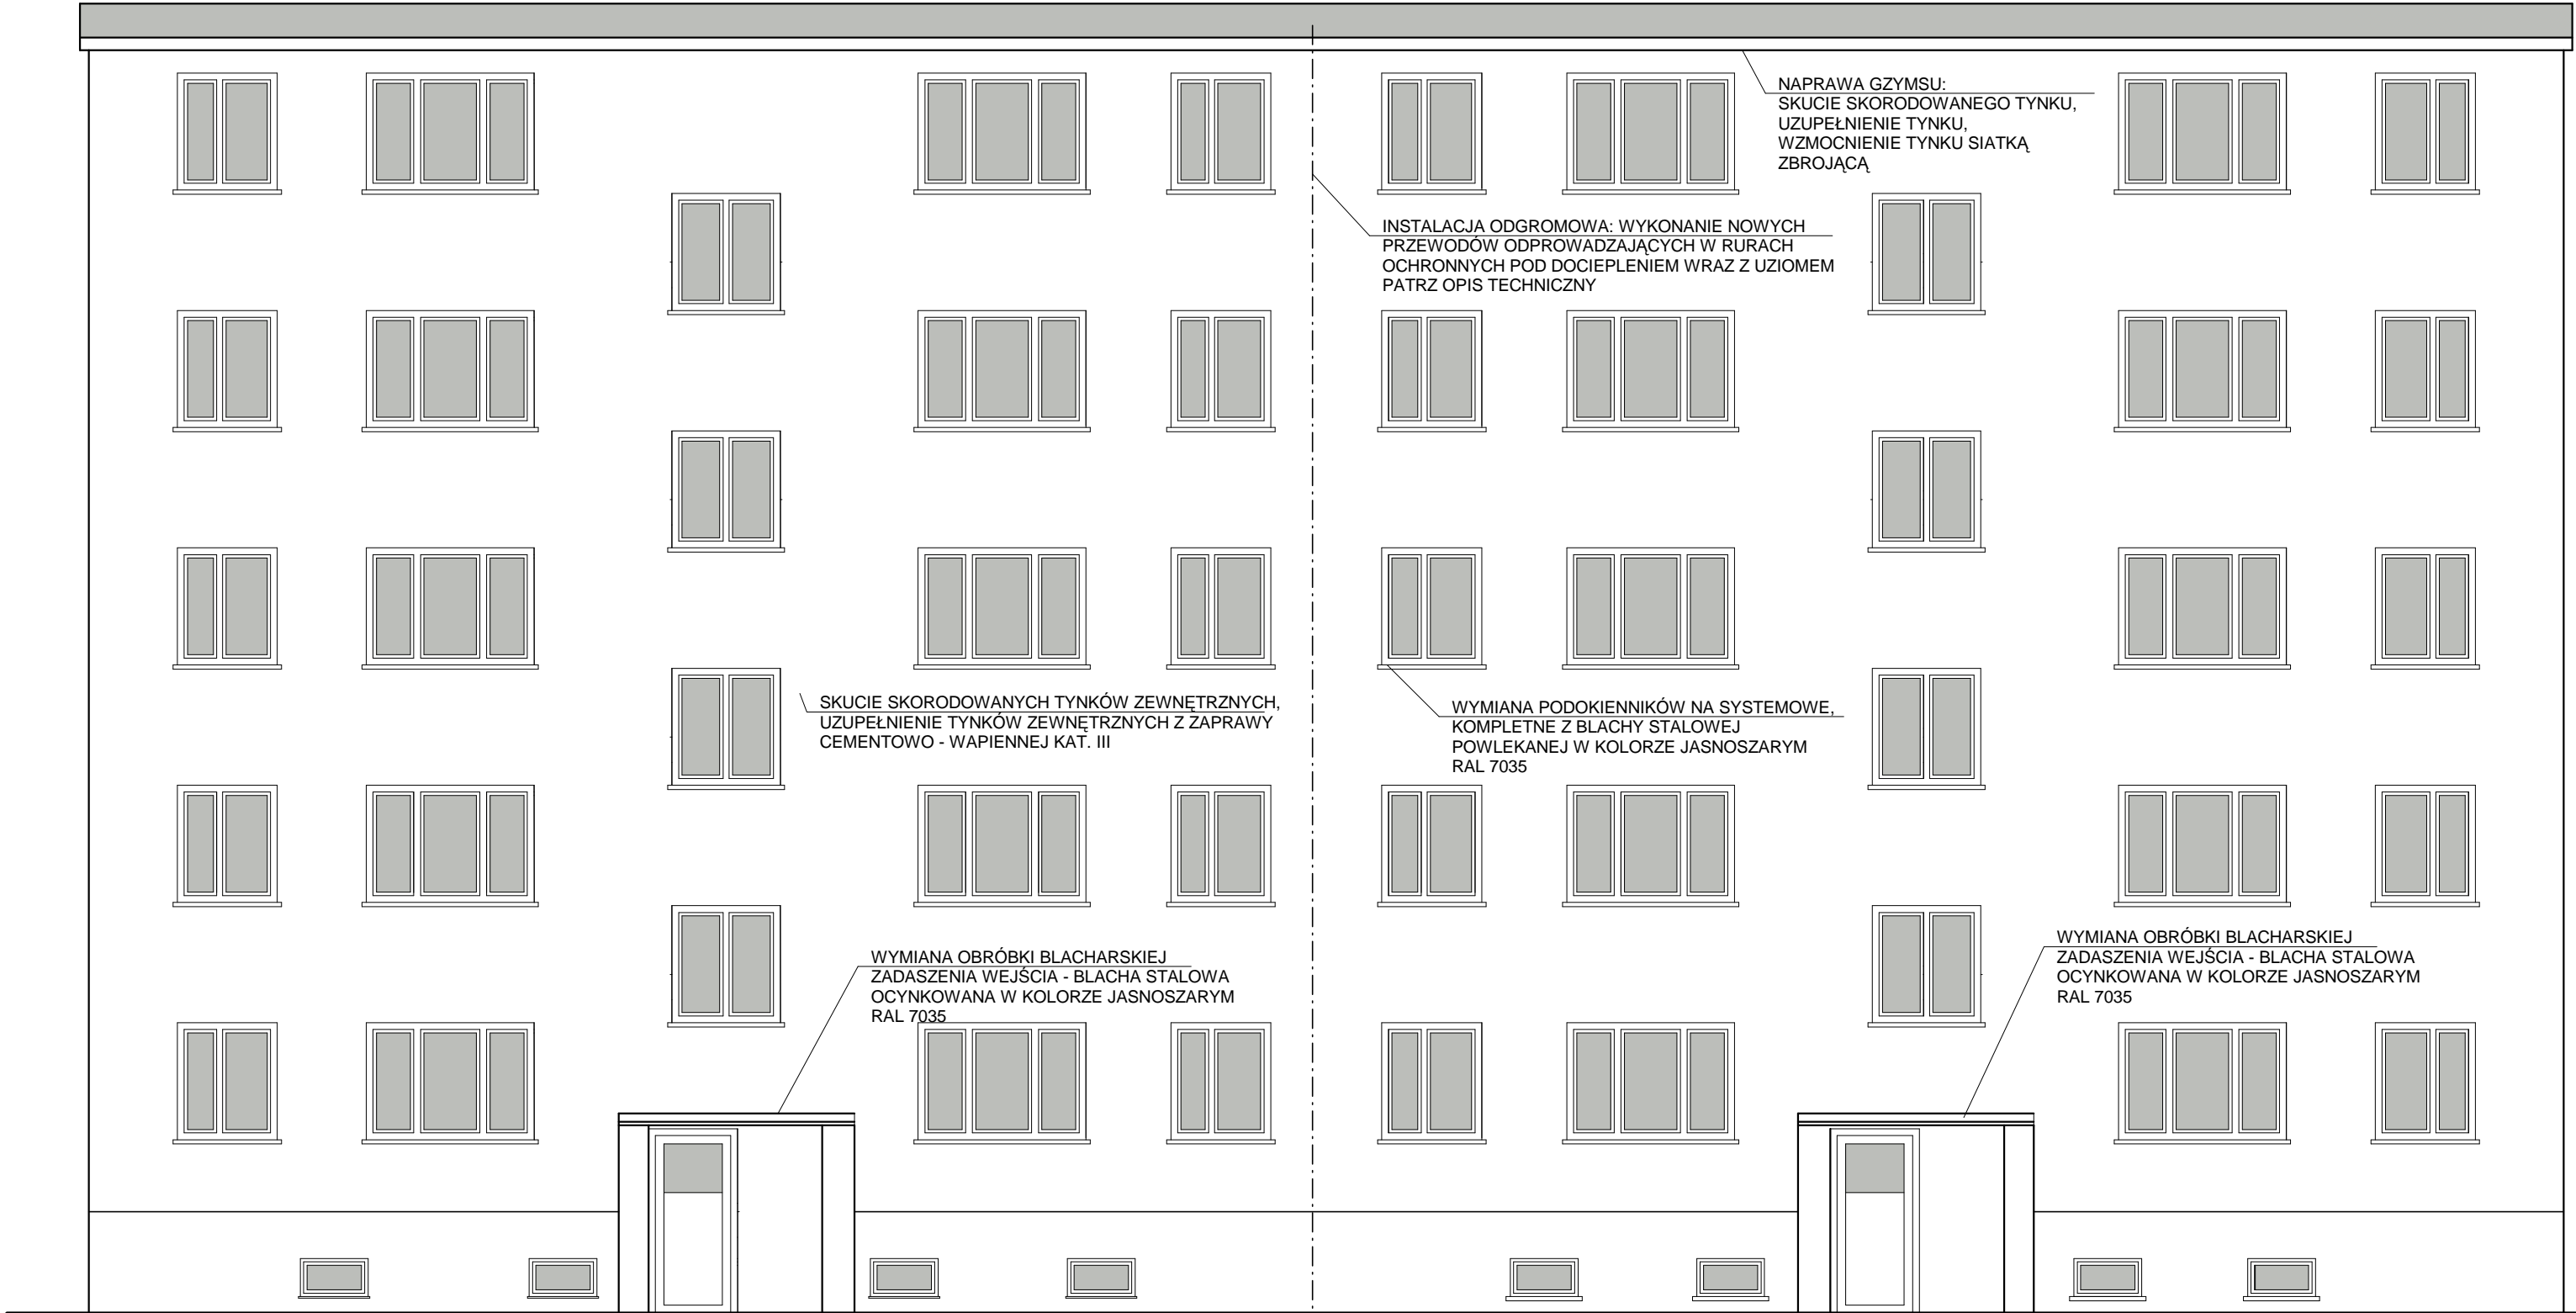 NAPRAWA GZYMSU:
SKUCIE SKORODOWANEGO TYNKU,
UZUPEŁNIENIE TYNKU,
WZMOCNIENIE TYNKU SIATKĄ
ZBROJĄCĄ
INSTALACJA ODGROMOWA: WYKONANIE NOWYCH
PRZEWODÓW ODPROWADZAJĄCYCH W RURACH
OCHRONNYCH POD DOCIEPLENIEM WRAZ Z UZIOMEM
PATRZ OPIS TECHNICZNY
SKUCIE SKORODOWANYCH TYNKÓW ZEWNĘTRZNYCH,
UZUPEŁNIENIE TYNKÓW ZEWNĘTRZNYCH Z ZAPRAWY
CEMENTOWO - WAPIENNEJ KAT. III
WYMIANA PODOKIENNIKÓW NA SYSTEMOWE,
KOMPLETNE Z BLACHY STALOWEJ
POWLEKANEJ W KOLORZE JASNOSZARYM
RAL 7035
WYMIANA OBRÓBKI BLACHARSKIEJ
ZADASZENIA WEJŚCIA - BLACHA STALOWA
OCYNKOWANA W KOLORZE JASNOSZARYM
RAL 7035
WYMIANA OBRÓBKI BLACHARSKIEJ
ZADASZENIA WEJŚCIA - BLACHA STALOWA
OCYNKOWANA W KOLORZE JASNOSZARYM
RAL 7035